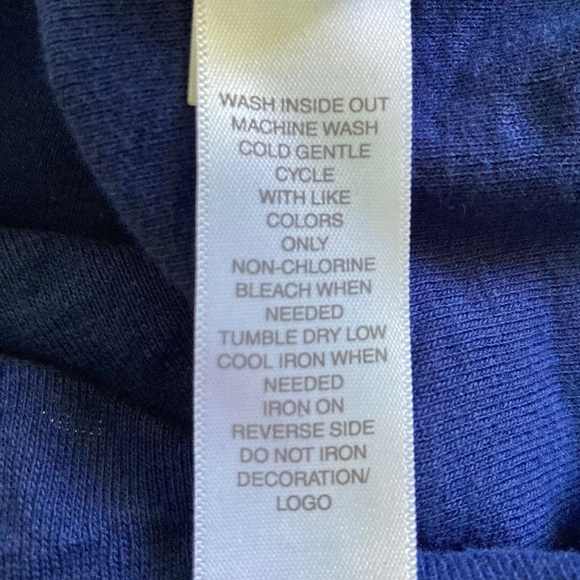 WASH INSIDE OUT
MACHINE WASH
COLD GENTLE
CYCLE
WITH LIKE
COLORS
ONLY
NON-CHLORINE
BLEACH WHEN
NEEDED
TUMBLE DRY LOW
COOL IRON WHEN
NEEDED
IRON ON
REVERSE SIDE
DO NOT IRON
DECORATION/
LOGO